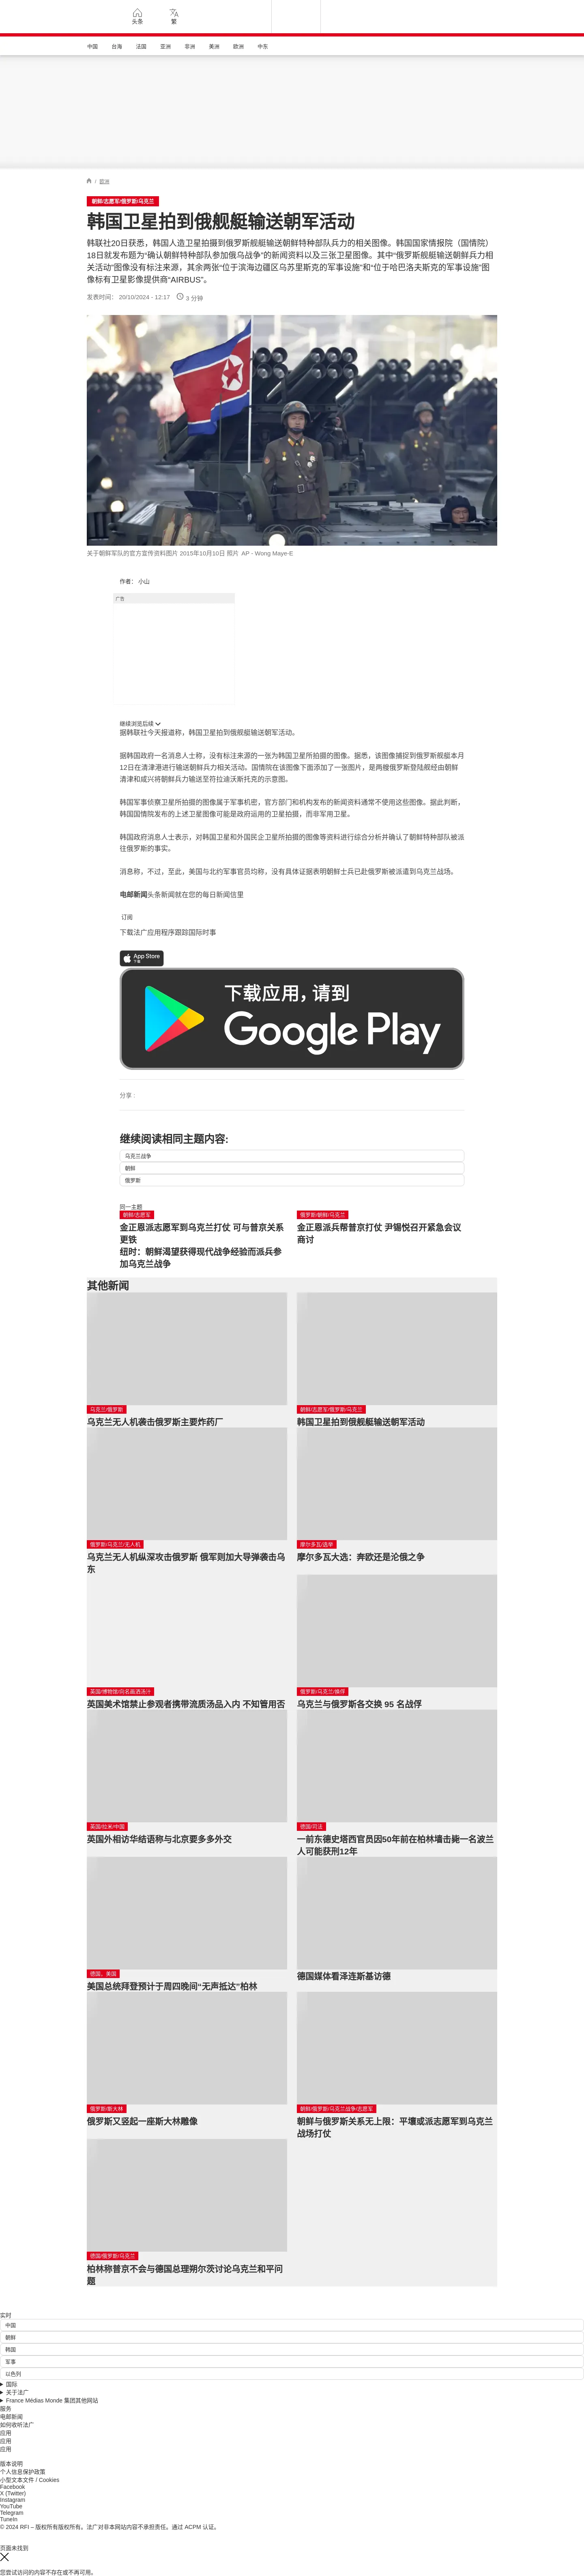 头条
繁
中国
台海
法国
亚洲
非洲
美洲
欧洲
中东
/ 欧洲
朝鲜/志愿军/俄罗斯/乌克兰
韩国卫星拍到俄舰艇输送朝军活动
韩联社20日获悉，韩国人造卫星拍摄到俄罗斯舰艇输送朝鲜特种部队兵力的相关图像。韩国国家情报院（国情院）
18日就发布题为“确认朝鲜特种部队参加俄乌战争”的新闻资料以及三张卫星图像。其中“俄罗斯舰艇输送朝鲜兵力相
关活动”图像没有标注来源，其余两张“位于滨海边疆区乌苏里斯克的军事设施”和“位于哈巴洛夫斯克的军事设施”图
像标有卫星影像提供商“AIRBUS”。
发表时间： 20/10/2024 - 12:17
3 分钟
关于朝鲜军队的官方宣传资料图片 2015年10月10日 照片 AP - Wong Maye-E
作者： 小山
广告
继续浏览后续
据韩联社今天报道称，韩国卫星拍到俄舰艇输送朝军活动。
据韩国政府一名消息人士称，没有标注来源的一张为韩国卫星所拍摄的图像。据悉，该图像捕捉到俄罗斯舰艇本月
12日在清津港进行输送朝鲜兵力相关活动。国情院在该图像下面添加了一张图片，是两艘俄罗斯登陆舰经由朝鲜
清津和咸兴将朝鲜兵力输送至符拉迪沃斯托克的示意图。
韩国军事侦察卫星所拍摄的图像属于军事机密，官方部门和机构发布的新闻资料通常不使用这些图像。据此判断，
韩国国情院发布的上述卫星图像可能是政府运用的卫星拍摄，而非军用卫星。
韩国政府消息人士表示，对韩国卫星和外国民企卫星所拍摄的图像等资料进行综合分析并确认了朝鲜特种部队被派
往俄罗斯的事实。
消息称，不过，至此，美国与北约军事官员均称，没有具体证据表明朝鲜士兵已赴俄罗斯被派遣到乌克兰战场。
电邮新闻头条新闻就在您的每日新闻信里
订阅
下载法广应用程序跟踪国际时事
App Store
下载
下载应用，请到
Google Play
分享 :
继续阅读相同主题内容:
乌克兰战争
朝鲜
俄罗斯
同一主题
朝鲜/志愿军
金正恩派志愿军到乌克兰打仗 可与普京关系
更铁
俄罗斯/朝鲜/乌克兰
金正恩派兵帮普京打仗 尹锡悦召开紧急会议
商讨
纽时：朝鲜渴望获得现代战争经验而派兵参
加乌克兰战争
其他新闻
乌克兰/俄罗斯
乌克兰无人机袭击俄罗斯主要炸药厂
朝鲜/志愿军/俄罗斯/乌克兰
韩国卫星拍到俄舰艇输送朝军活动
俄罗斯/乌克兰/无人机
乌克兰无人机纵深攻击俄罗斯 俄军则加大导弹袭击乌
东
摩尔多瓦/选举
摩尔多瓦大选：奔欧还是沦俄之争
英国/博物馆/向名画洒汤汁
英国美术馆禁止参观者携带流质汤品入内 不知管用否
俄罗斯/乌克兰/换俘
乌克兰与俄罗斯各交换 95 名战俘
英国/拉米/中国
英国外相访华结语称与北京要多多外交
德国/司法
一前东德史塔西官员因50年前在柏林墙击毙一名波兰
人可能获刑12年
德国、美国
美国总统拜登预计于周四晚间“无声抵达”柏林
德国媒体看泽连斯基访德
俄罗斯/斯大林
俄罗斯又竖起一座斯大林雕像
朝鲜/俄罗斯/乌克兰战争/志愿军
朝鲜与俄罗斯关系无上限：平壤或派志愿军到乌克兰
战场打仗
德国/俄罗斯/乌克兰
柏林称普京不会与德国总理朔尔茨讨论乌克兰和平问
题
实时
中国
朝鲜
韩国
军事
以色列
国际
关于法广
France Médias Monde 集团其他网站
服务
电邮新闻
如何收听法广
应用
应用
应用
版本说明
个人信息保护政策
小型文本文件 / Cookies
Facebook
X (Twitter)
Instagram
YouTube
Telegram
TuneIn
© 2024 RFI – 版权所有版权所有。法广对非本网站内容不承担责任。通过 ACPM 认证。
页面未找到
您尝试访问的内容不存在或不再可用。